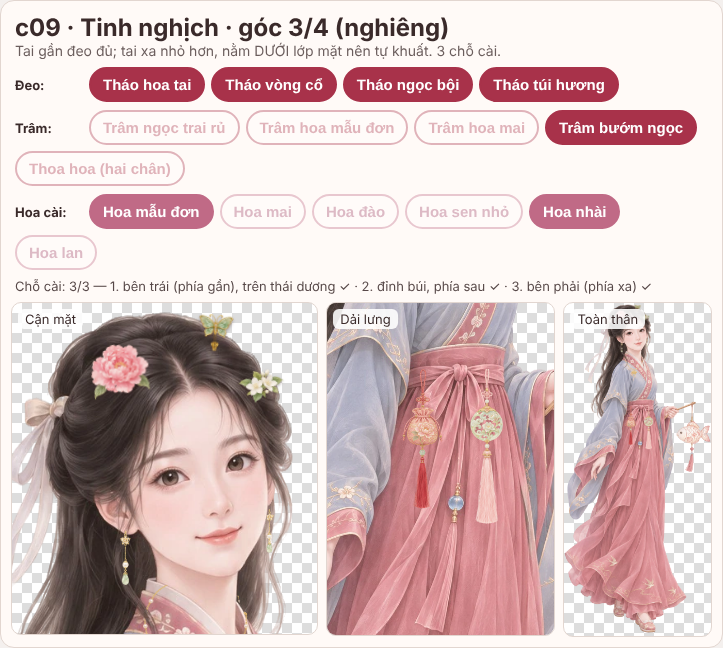 c09 · Tinh nghịch · góc 3/4 (nghiêng)
Tai gần đeo đủ; tai xa nhỏ hơn, nằm DƯỚI lớp mặt nên tự khuất. 3 chỗ cài.
Đeo: Tháo hoa tai Tháo vòng cổ Tháo ngọc bội Tháo túi hương
Trâm: Trâm ngọc trai rủ Trâm hoa mẫu đơn Trâm hoa mai Trâm bướm ngọc
Thoa hoa (hai chân)
Hoa cài: Hoa mẫu đơn Hoa mai Hoa đào Hoa sen nhỏ Hoa nhài
Hoa lan
Chỗ cài: 3/3 — 1. bên trái (phía gần), trên thái dương ✓ · 2. đỉnh búi, phía sau ✓ · 3. bên phải (phía xa) ✓
Cận mặt Dải lưng Toàn thân